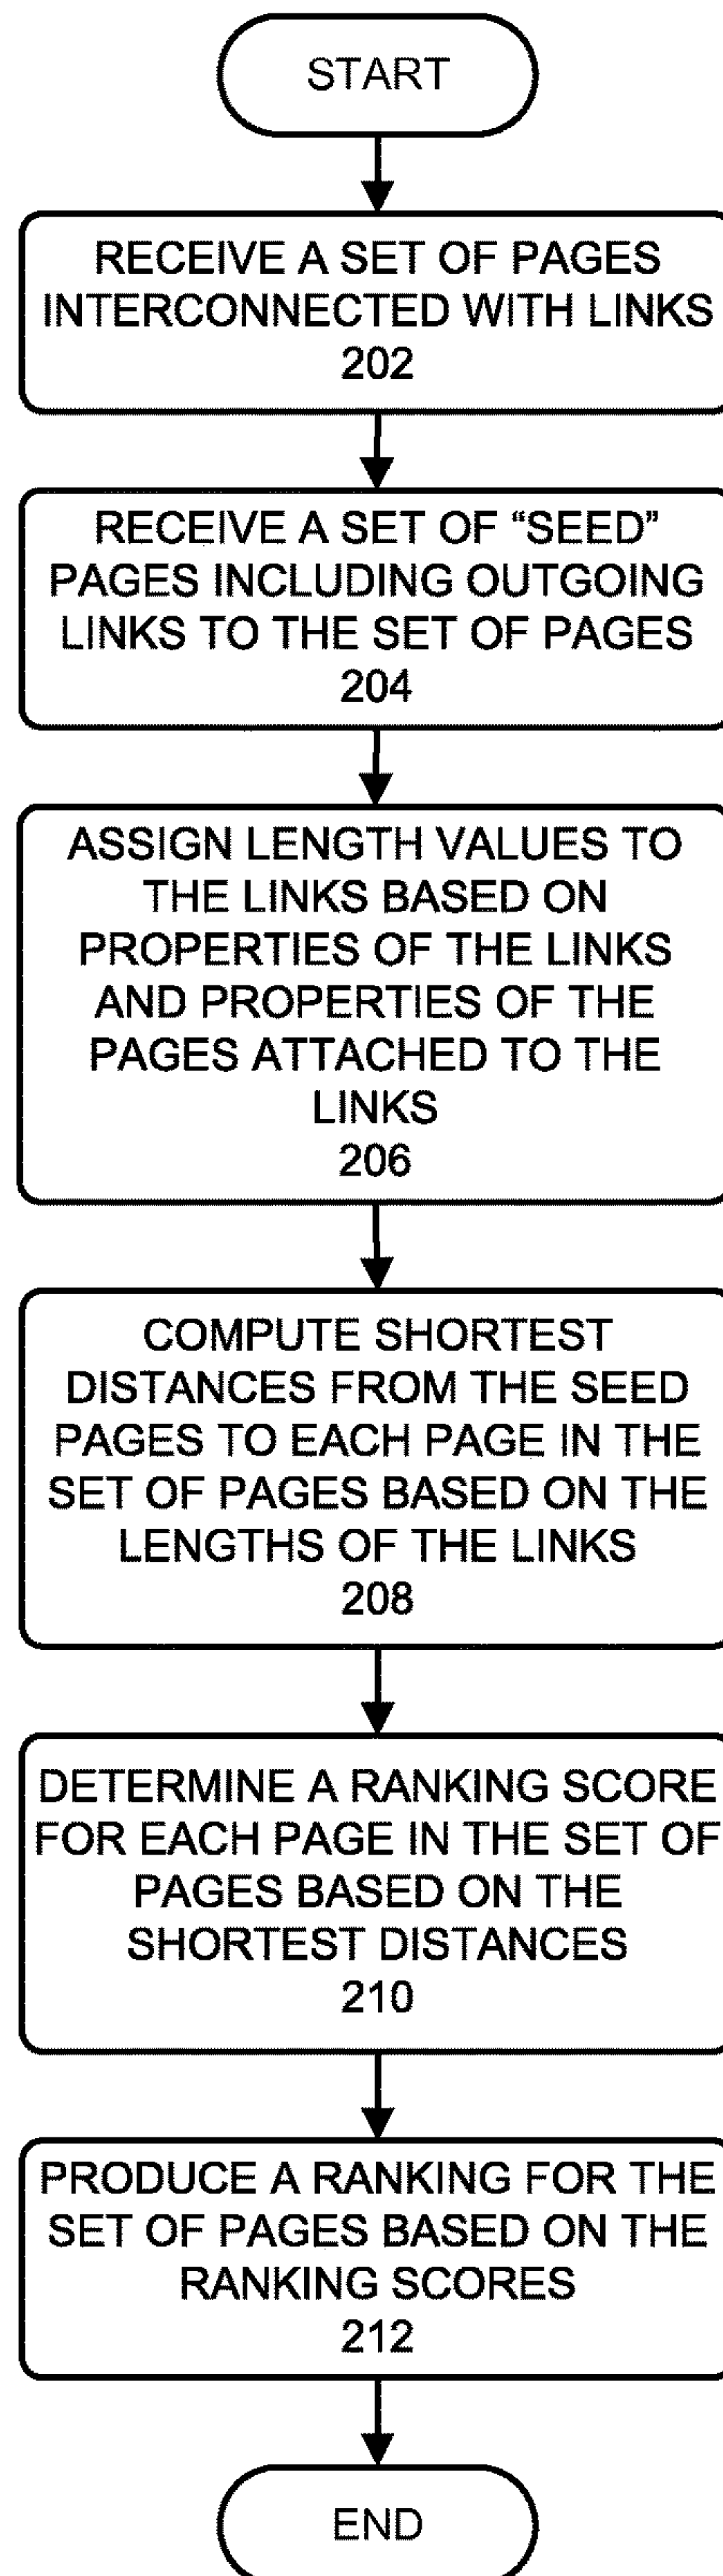 START
RECEIVE A SET OF PAGES
INTERCONNECTED WITH LINKS
202
RECEIVE A SET OF “SEED”
PAGES INCLUDING OUTGOING
LINKS TO THE SET OF PAGES
204
ASSIGN LENGTH VALUES TO
THE LINKS BASED ON
PROPERTIES OF THE LINKS
AND PROPERTIES OF THE
PAGES ATTACHED TO THE
LINKS
206
COMPUTE SHORTEST
DISTANCES FROM THE SEED
PAGES TO EACH PAGE IN THE
SET OF PAGES BASED ON THE
LENGTHS OF THE LINKS
208
DETERMINE A RANKING SCORE
FOR EACH PAGE IN THE SET OF
PAGES BASED ON THE
SHORTEST DISTANCES
210
PRODUCE A RANKING FOR THE
SET OF PAGES BASED ON THE
RANKING SCORES
212
END